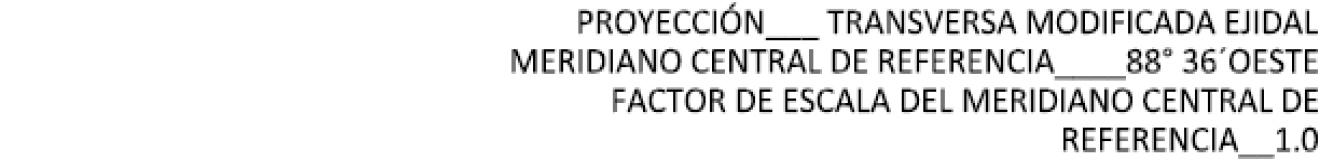 PROYECCIÓN___ TRANSVERSA MODIFICADA EJIDAL
MERIDIANO CENTRAL DE REFERENCIA____88° 36´OESTE
FACTOR DE ESCALA DEL MERIDIANO CENTRAL DE
REFERENCIA__1.0